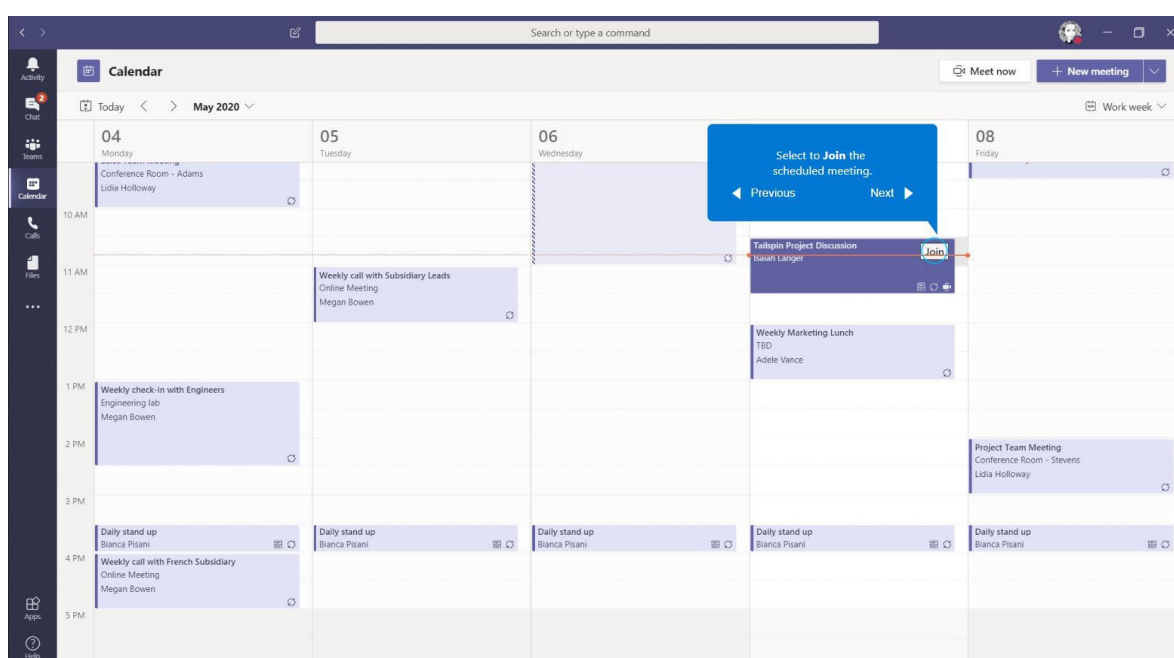 Search or type a command
Activity
Calendar
Meet now
New meeting
2
Chat
Today
May 2020
Work week
Teams
04
Monday
05
Tuesday
06
Wednesday
08
Friday
Select to Join the
scheduled meeting.
Previous
Next
Calendar
Calls
Files
Apps
Help
10 AM
11 AM
12 PM
1 PM
2 PM
3 PM
4 PM
5 PM
Sales Team Meeting
Conference Room - Adams
Lidia Holloway
Weekly check-in with Engineers
Engineering lab
Megan Bowen
Daily stand up
Bianca Pisani
Weekly call with French Subsidiary
Online Meeting
Megan Bowen
Weekly call with Subsidiary Leads
Online Meeting
Megan Bowen
Daily stand up
Bianca Pisani
Daily stand up
Bianca Pisani
Tailspin Project Discussion
Isaiah Langer
Join
Weekly Marketing Lunch
TBD
Adele Vance
Daily stand up
Bianca Pisani
Project Team Meeting
Conference Room - Stevens
Lidia Holloway
Daily stand up
Bianca Pisani